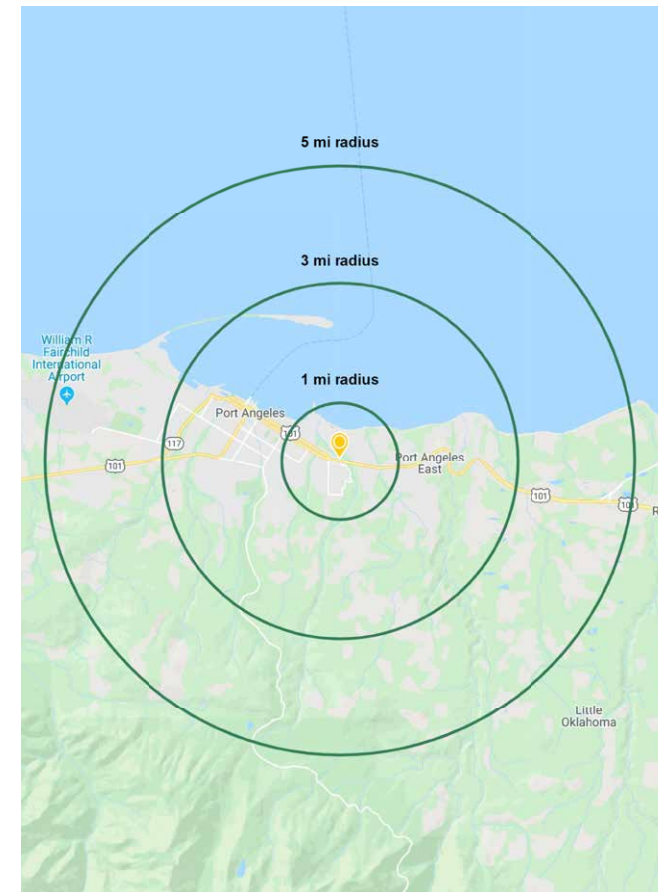 5 mi radius
3 mi radius
William R
Fairchild
International
Airport
1 mi radius
Port Angeles
101
117
Port Angeles
East
101
101
101
R
Little
Oklahoma